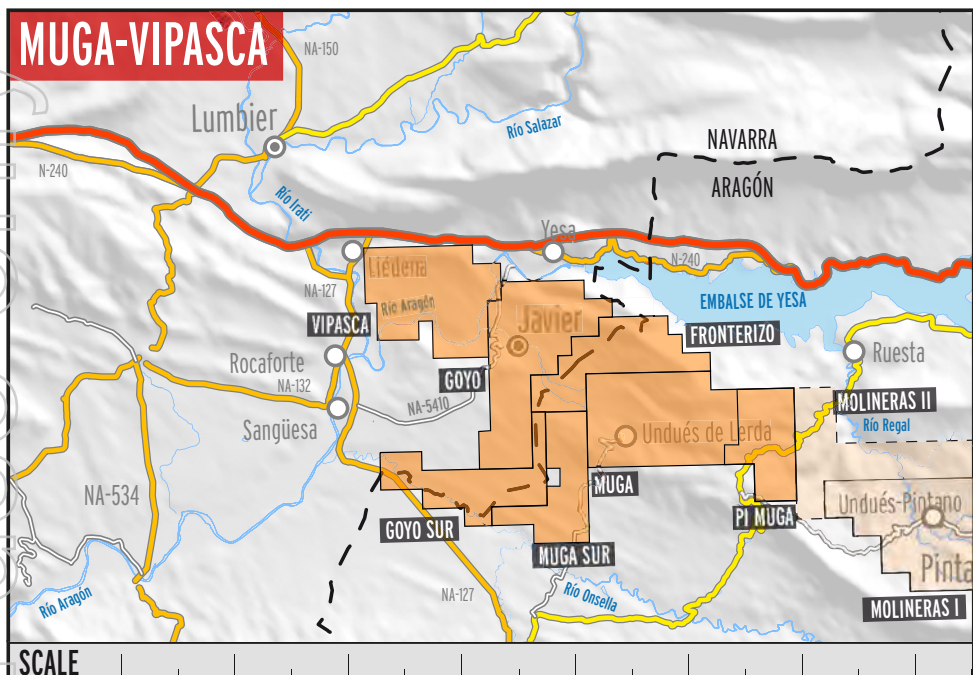 MUGA-VIPASCA
NA-150
Lumbier
Río Salazar
NAVARRA
N-240
ARAGÓN
Río Irati
Yesa
Liédena
N-240
NA-127
Río Aragón
EMBALSE DE YESA
VIPASCA
Javier
FRONTERIZO
Rocaforte
Ruesta
GOYO
NA-132
NA-5410
MOLINERAS II
Sangüesa
Río Regal
Undués de Lerda
NA-534
MUGA
Undués-Pintano
PI MUGA
GOYO SUR
MUGA SUR
Pinta
NA-127
Río Onsella
Río Aragón
MOLINERAS I
SCALE